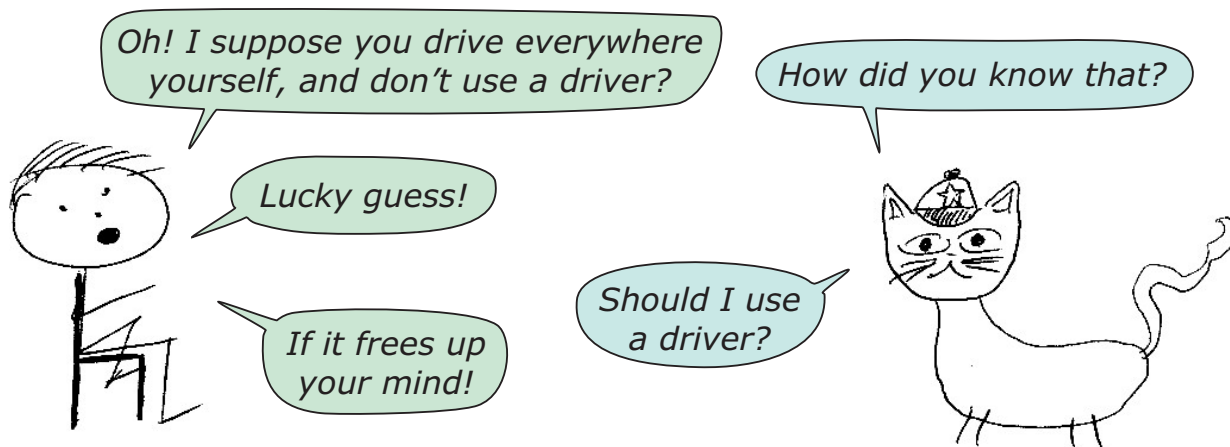 Oh! I suppose you drive everywhere
yourself, and don’t use a driver?
How did you know that?
Lucky guess!
Should I use
a driver?
If it frees up
your mind!